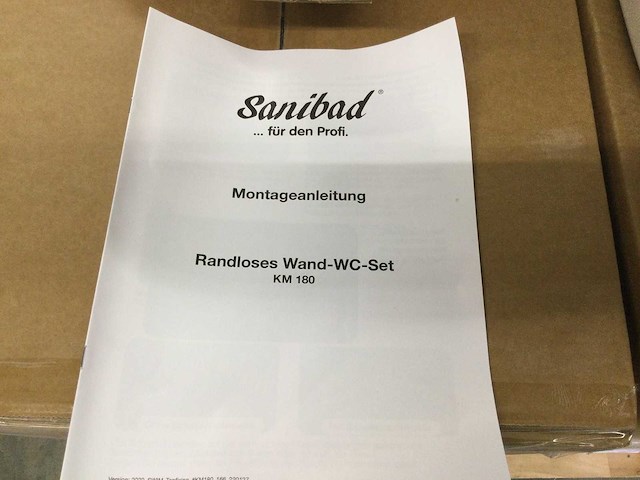 Sanibad®
... für den Profi.
Montageanleitung
Randloses Wand-WC-Set
KM 180